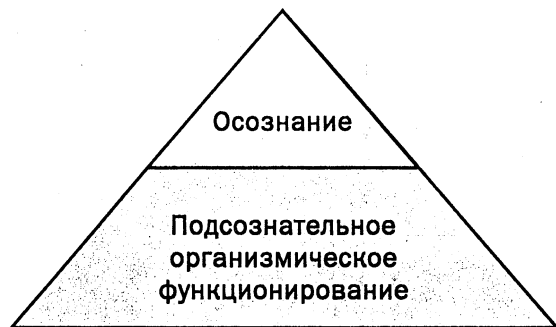 Осознание
Подсознательное
организмическое
функционирование